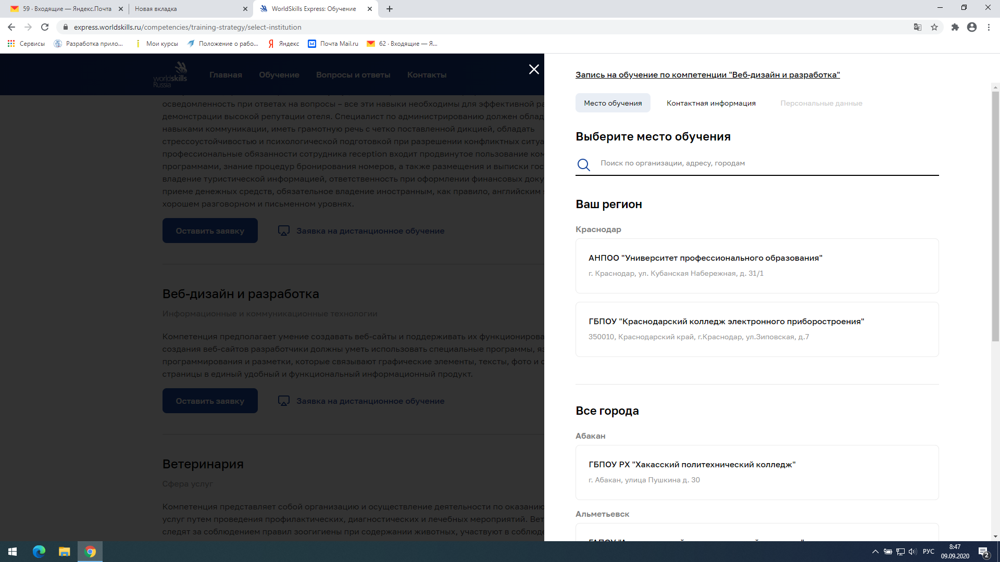 59 · Входящие — Яндекс.Почта
Новая вкладка
WorldSkills Express: Обучение
express.worldskills.ru/competencies/training-strategy/select-institution
Сервисы
Разработка прило...
Мои курсы
Положение о рабо...
Яндекс
Почта Mail.ru
62 · Входящие — Я...
worldskills
Russia
Главная
Обучение
Вопросы и ответы
Контакты
осведомленность при ответах на вопросы – все эти навыки необходимы для эффективной ра
демонстрации высокой репутации отеля. Специалист по администрированию должен облад
навыками коммуникации, иметь грамотную речь с четко поставленной дикцией, обладать
стрессоустойчивостью и психологической подготовкой при разрешении конфликтных ситуа
профессиональные обязанности сотрудника reception входит продвинутое пользование ком
программами, знание процедур бронирования номеров, а также размещения и выписки гос
владение туристической информацией, ответственность при оформлении финансовых доку
приеме денежных средств, обязательное владение иностранным, как правило, английским
хорошем разговорном и письменном уровнях.
Оставить заявку
Заявка на дистанционное обучение
Веб-дизайн и разработка
Информационные и коммуникационные технологии
Компетенция предполагает умение создавать веб-сайты и поддерживать их функционирова
создания веб-сайтов разработчики должны уметь использовать специальные программы, яз
программирования и разметки, которые связывают графические элементы, тексты, фото и
страницы в единый удобный и функциональный информационный продукт.
Оставить заявку
Заявка на дистанционное обучение
Ветеринария
Сфера услуг
Компетенция представляет собой организацию и осуществление деятельности по оказанию
услуг путем проведения профилактических, диагностических и лечебных мероприятий. Вет
следят за соблюдением правил зоогигиены при содержании животных, участвуют в соблюде
Запись на обучение по компетенции "Веб-дизайн и разработка"
Место обучения
Контактная информация
Персональные данные
Выберите место обучения
Поиск по организации, адресу, городам
Ваш регион
Краснодар
АНПОО "Университет профессионального образования"
г. Краснодар, ул. Кубанская Набережная, д. 31/1
ГБПОУ "Краснодарский колледж электронного приборостроения"
350010, Краснодарский край, г.Краснодар, ул.Зиповская, д.7
Все города
Абакан
ГБПОУ РХ "Хакасский политехнический колледж"
г. Абакан, улица Пушкина д. 30
Альметьевск
РУС
8:47
09.09.2020
2